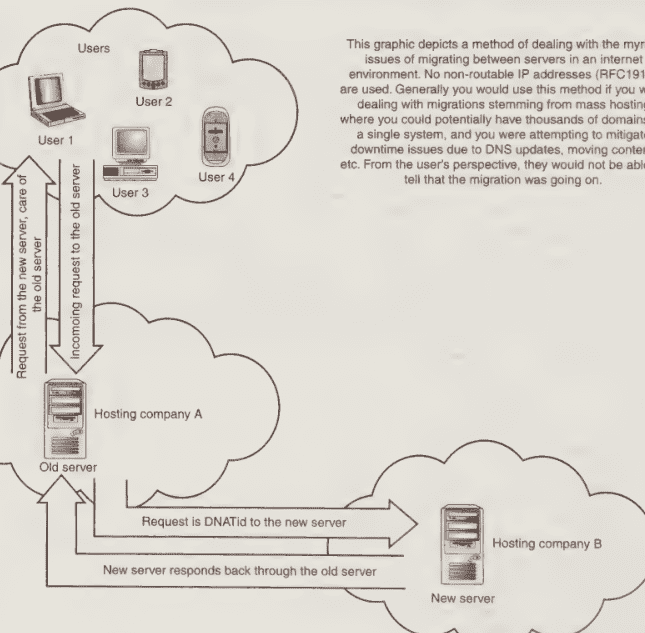 Users
User 1
User 2
User 3
User 4
This graphic depicts a method of dealing with the
issues of migrating between servers in an internet
environment. No non-routable IP addresses
are used. Generally you would use this method if you
dealing with migrations stemming from mass hosting
where you could potentially have thousands of domains
a single system, and you were attempting to mitigate
downtime issues due to DNS updates, moving
etc. From the user's perspective, they would not be
tell that the migration was going on.
Request from the new server, care of
the old server
Incomoing request to the old server
Hosting company A
Old server
Request is DNATid to the new server
New server responds back through the old server
Hosting company B
New server